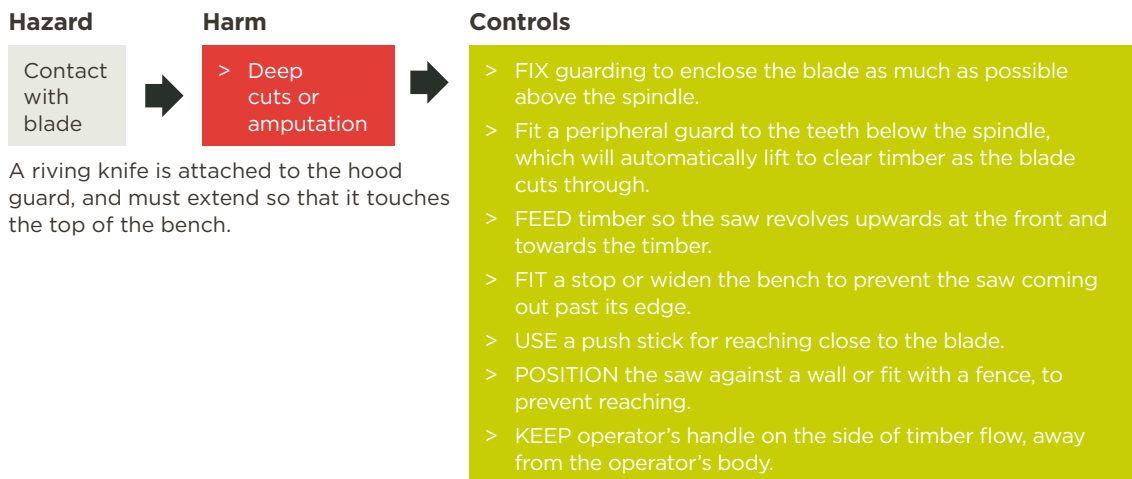 Hazard
Harm
Controls
Contact
with
blade
> Deep
cuts or
amputation
A riving knife is attached to the hood
guard, and must extend so that it touches
the top of the bench.
> FIX guarding to enclose the blade as much as possible
above the spindle.
> Fit a peripheral guard to the teeth below the spindle,
which will automatically lift to clear timber as the blade
cuts through.
> FEED timber so the saw revolves upwards at the front and
towards the timber.
> FIT a stop or widen the bench to prevent the saw coming
out past its edge.
> USE a push stick for reaching close to the blade.
> POSITION the saw against a wall or fit with a fence, to
prevent reaching.
> KEEP operator’s handle on the side of timber flow, away
from the operator’s body.